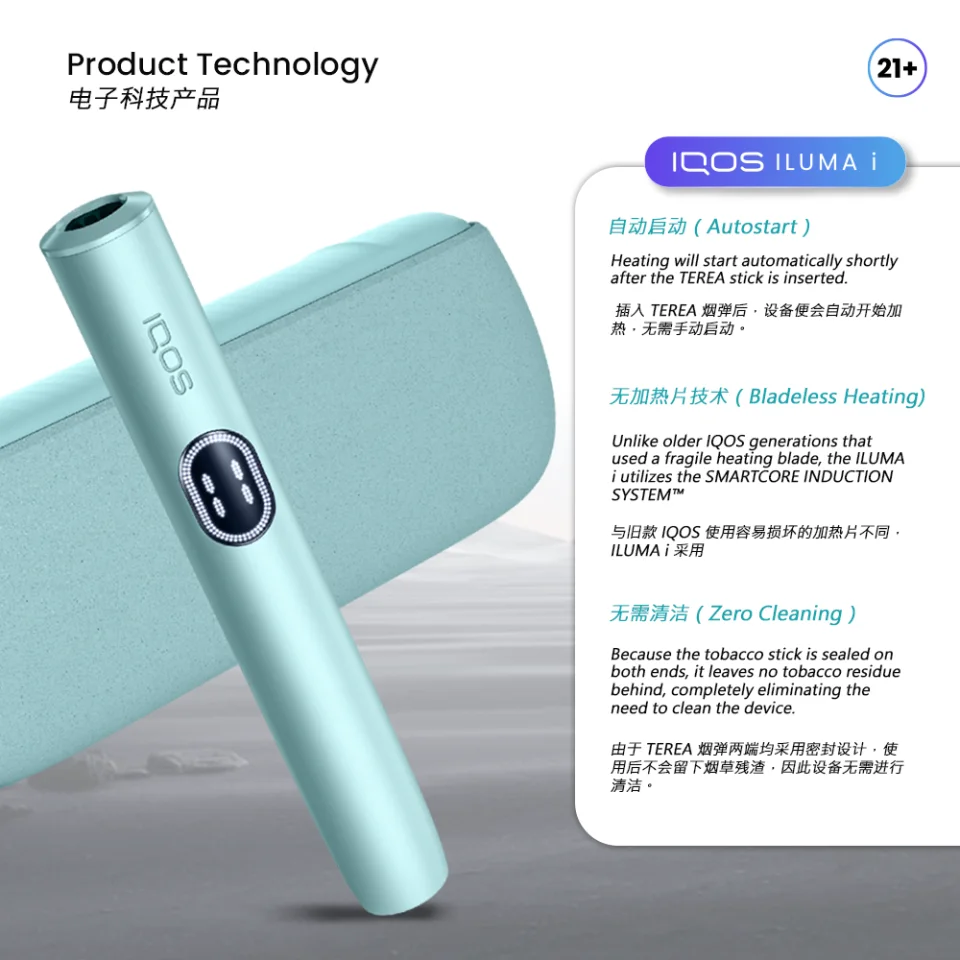 Product Technology
电子科技产品
21+
IQOS ILUMA i
自动启动 ( Autostart )
Heating will start automatically shortly
after the TEREA stick is inserted.
插入 TEREA 烟弹后，设备便会自动开始加
热，无需手动启动。
无加热片技术 ( Bladeless Heating)
Unlike older IQOS generations that
used a fragile heating blade, the ILUMA
i utilizes the SMARTCORE INDUCTION
SYSTEM™
与旧款 IQOS 使用容易损坏的加热片不同，
ILUMA i 采用
无需清洁 ( Zero Cleaning )
Because the tobacco stick is sealed on
both ends, it leaves no tobacco residue
behind, completely eliminating the
need to clean the device.
由于 TEREA 烟弹两端均采用密封设计，使
用后不会留下烟草残渣，因此设备无需进行
清洁。
IQOS